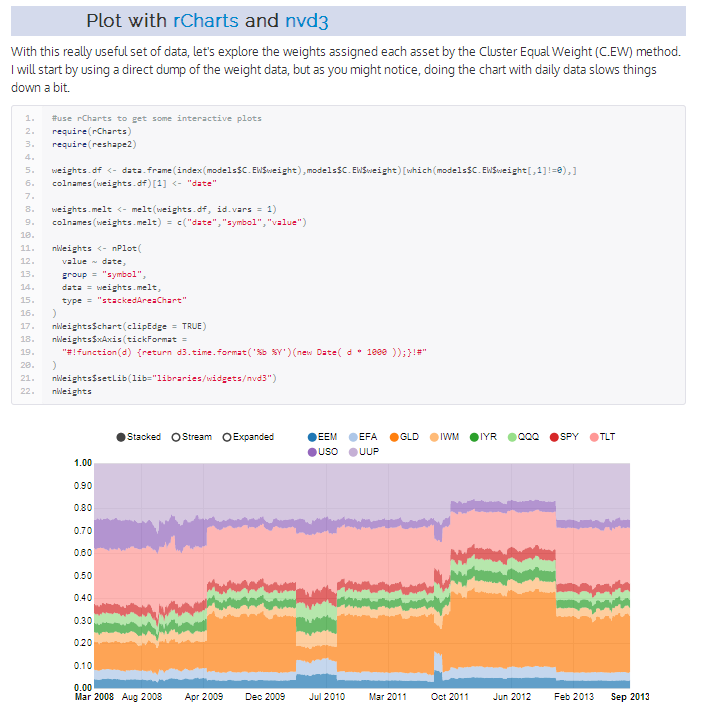 Plot with rCharts and nvd3
With this really useful set of data, let's explore the weights assigned each asset by the Cluster Equal Weight (C.EW) method.
I will start by using a direct dump of the weight data, but as you might notice, doing the chart with daily data slows things
down a bit.
1. #use rCharts to get some interactive plots
2. require(rCharts)
3. require(reshape2)
4.
5. weights.df <- data.frame(index(models$C.EW$weight),models$C.EW$weight)[which(models$C.EW$weight[,1]!=0),]
6. colnames(weights.df)[1] <- "date"
7.
8. weights.melt <- melt(weights.df, id.vars = 1)
9. colnames(weights.melt) = c("date","symbol","value")
10.
11. nWeights <- nPlot(
12. value ~ date,
13. group = "symbol",
14. data = weights.melt,
15. type = "stackedAreaChart"
16. )
17. nWeights$chart(clipEdge = TRUE)
18. nWeights$xAxis(tickFormat =
19. "#!function(d) {return d3.time.format('%b %Y')(new Date( d * 1000 ));}!#"
20. )
21. nWeights$setLib(lib="libraries/widgets/nvd3")
22. nWeights
Stacked Stream Expanded EEM EFA GLD IWM IYR QQQ SPY TLT
USO UUP
1.00
0.90
0.80
0.70
0.60
0.50
0.40
0.30
0.20
0.10
0.00
Mar 2008 Aug 2008 Apr 2009 Dec 2009 Jul 2010 Mar 2011 Oct 2011 Jun 2012 Feb 2013 Sep 2013